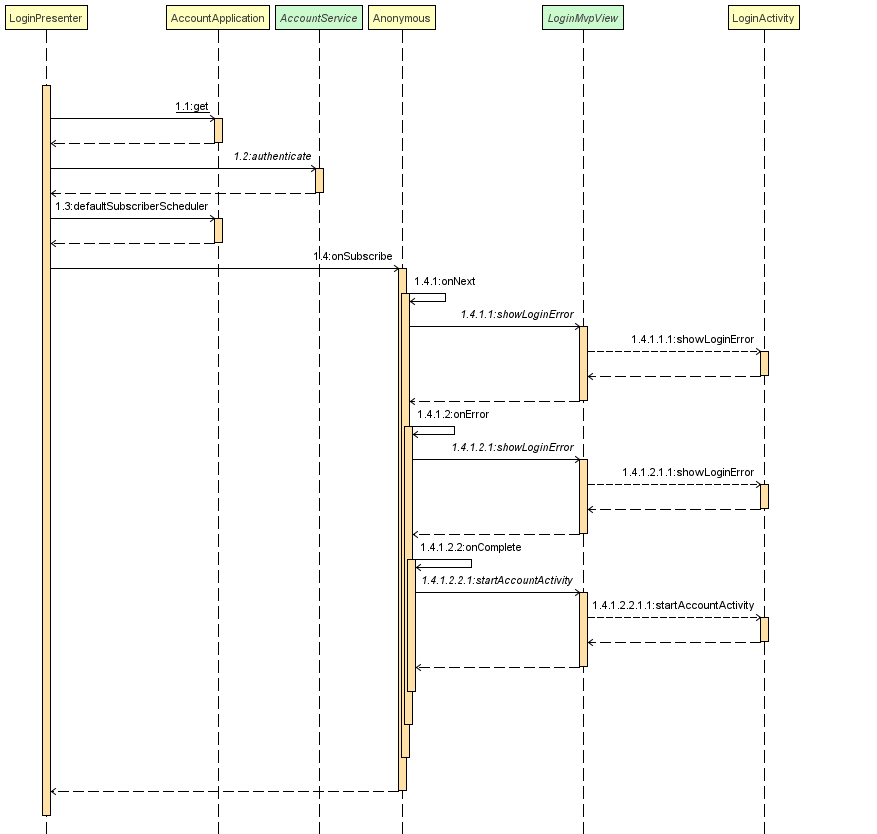 LoginPresenter
AccountApplication
AccountService
Anonymous
LoginMvpView
LoginActivity
1.1:get
1.2:authenticate
1.3:defaultSubscriberScheduler
1.4:onSubscribe
1.4.1:onNext
1.4.1.1:showLoginError
1.4.1.1.1:showLoginError
1.4.1.2:onError
1.4.1.2.1:showLoginError
1.4.1.2.1.1:showLoginError
1.4.1.2.2:onComplete
1.4.1.2.2.1:startAccountActivity
1.4.1.2.2.1.1:startAccountActivity